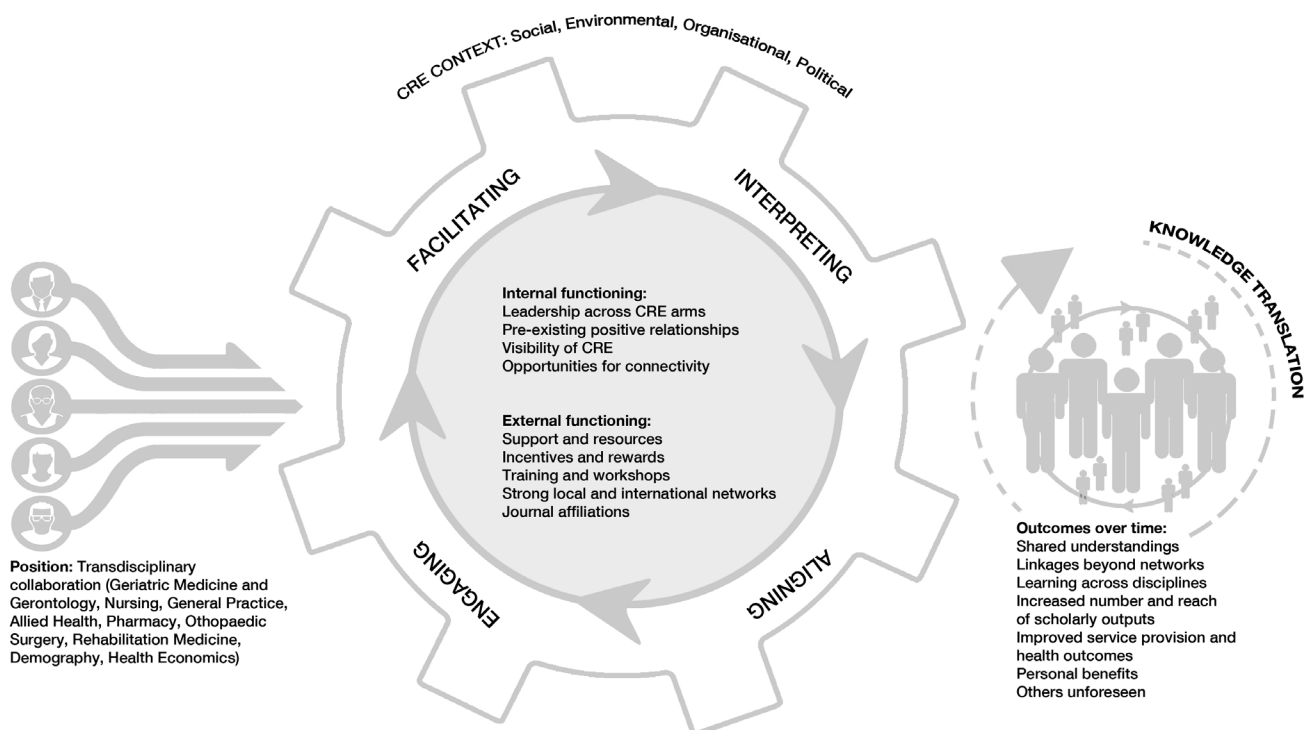 CRE CONTEXT: Social, Environmental, Organisational, Political
FACILITATING
INTERPRETING
ENGAGING
ALIGNING
Internal functioning:
Leadership across CRE arms
Pre-existing positive relationships
Visibility of CRE
Opportunities for connectivity
External functioning:
Support and resources
Incentives and rewards
Training and workshops
Strong local and international networks
Journal affiliations
Position: Transdisciplinary
collaboration (Geriatric Medicine and
Gerontology, Nursing, General Practice,
Allied Health, Pharmacy, Othopaedic
Surgery, Rehabilitation Medicine,
Demography, Health Economics)
KNOWLEDGE TRANSLATION
Outcomes over time:
Shared understandings
Linkages beyond networks
Learning across disciplines
Increased number and reach
of scholarly outputs
Improved service provision and
health outcomes
Personal benefits
Others unforeseen